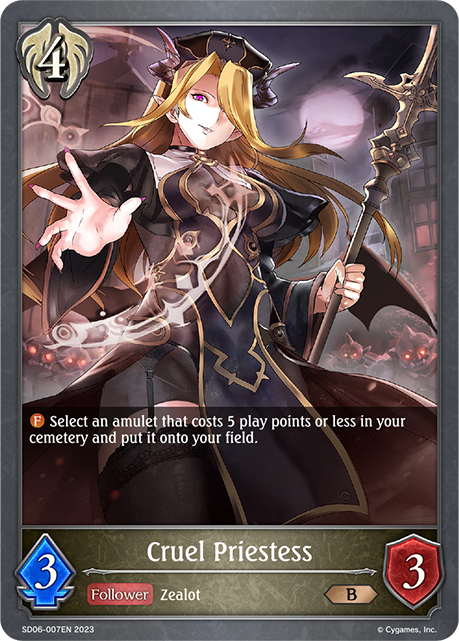 4
F Select an amulet that costs 5 play points or less in your
cemetery and put it onto your field.
Cruel Priestess
3
Follower Zealot B
3
SD06-007EN 2023 © Cygames, Inc.